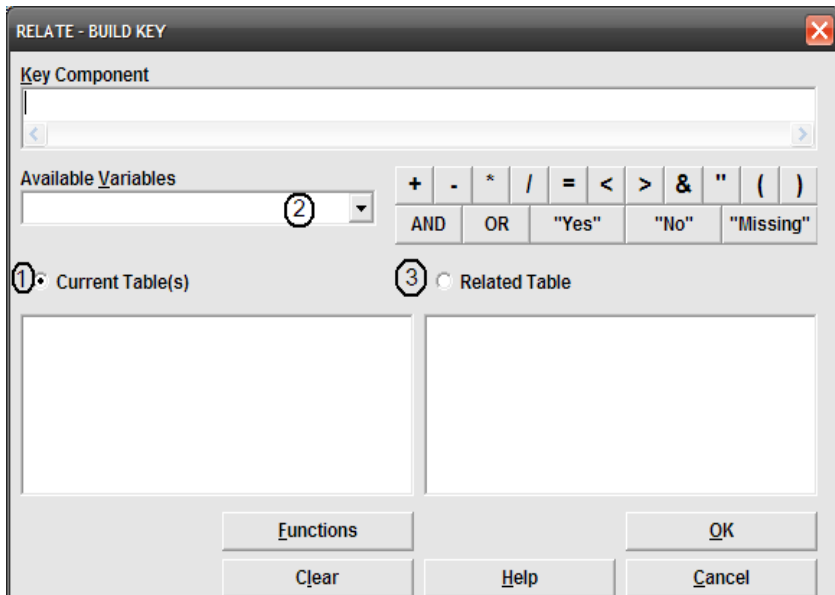 RELATE - BUILD KEY
Key Component
Available Variables
2
+ - * / = < > & " ( )
AND OR "Yes" "No" "Missing"
1 Current Table(s)
3 Related Table
Functions
OK
Clear
Help
Cancel